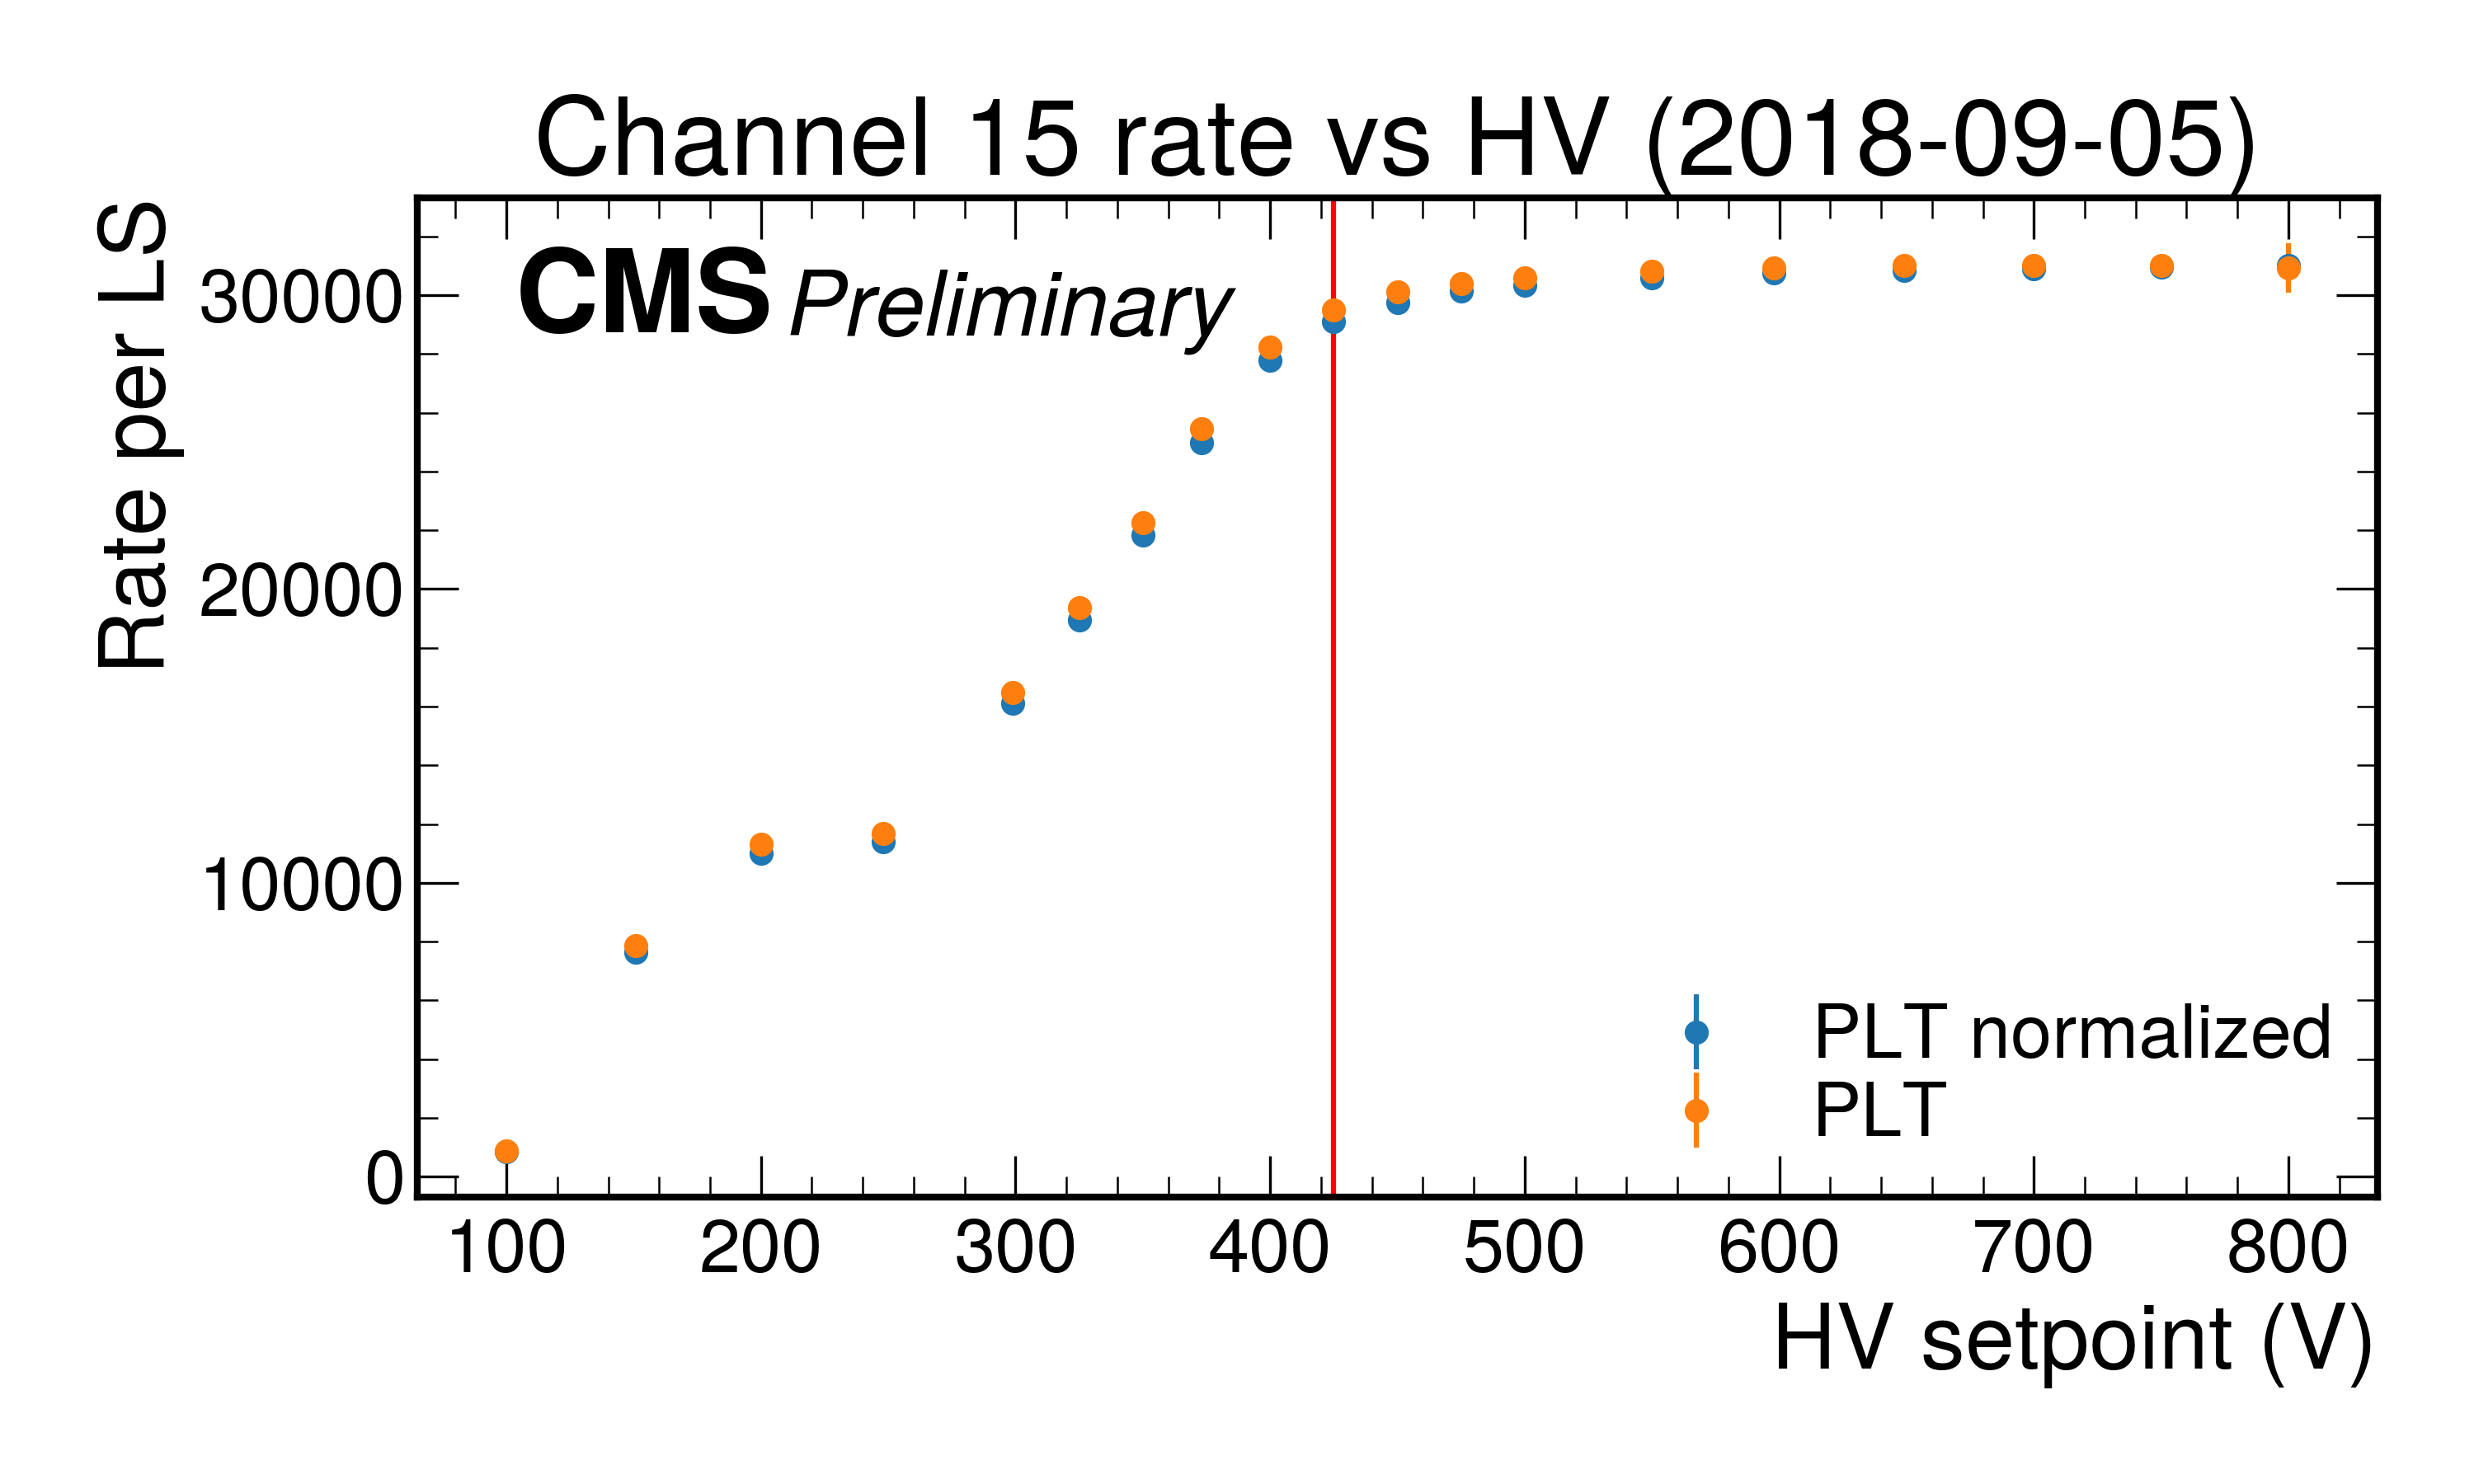 Channel 15 rate vs HV (2018-09-05)
CMS Preliminary
Rate per LS
30000
20000
10000
0
PLT normalized
PLT
100 200 300 400 500 600 700 800
HV setpoint (V)